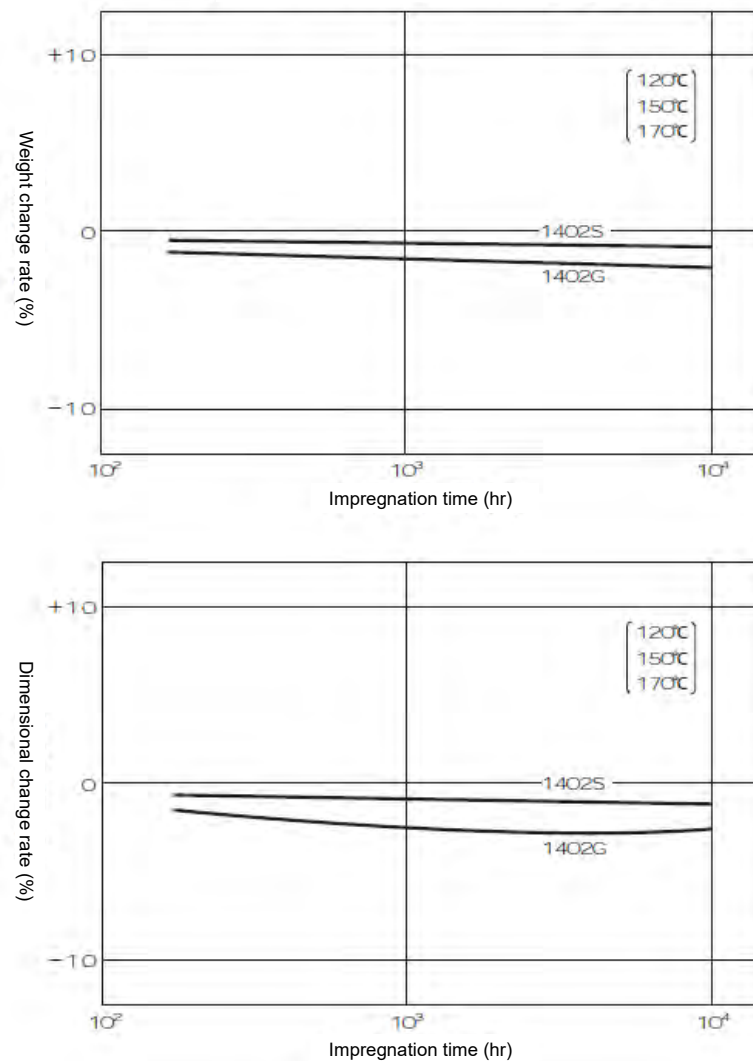 +10
120℃
150℃
170℃
Weight change rate (%)
0
1402S
1402G
−10
10² 10³ 10⁴
Impregnation time (hr)
+10
120℃
150℃
170℃
Dimensional change rate (%)
0
1402S
1402G
−10
10² 10³ 10⁴
Impregnation time (hr)